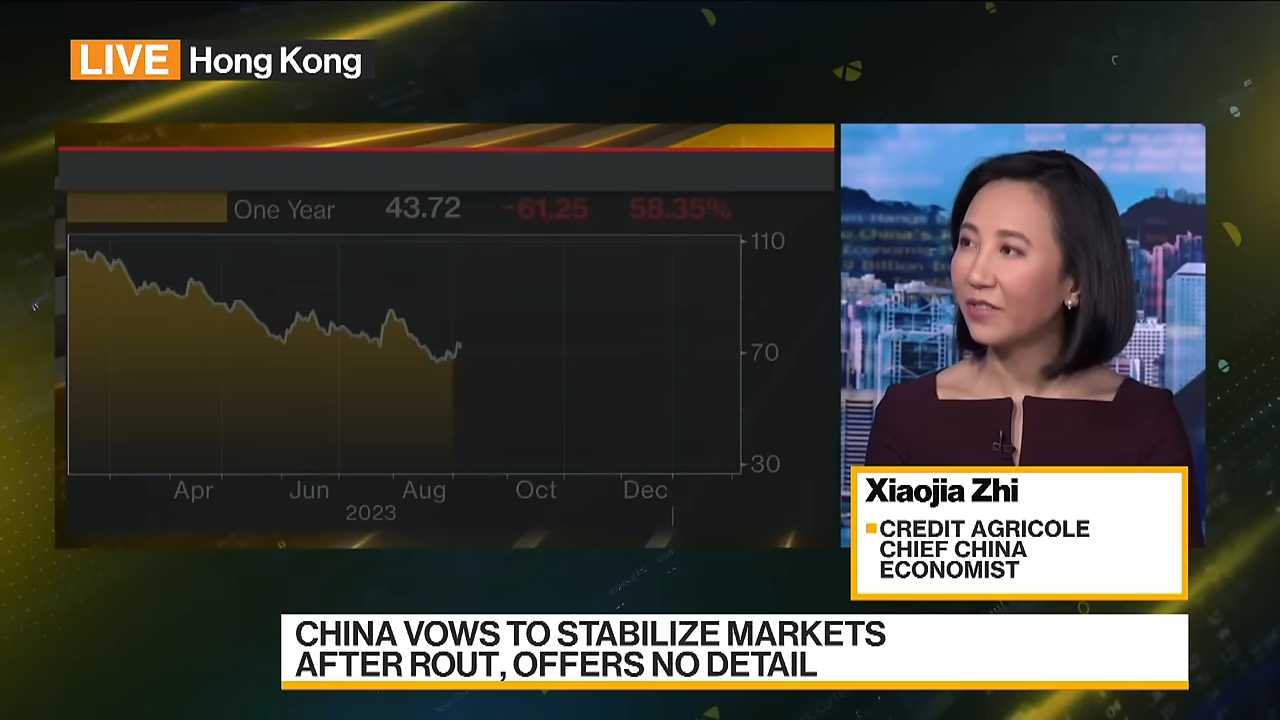 LIVE Hong Kong
One Year 43.72 -61.25 58.35%
110
70
30
Apr Jun Aug Oct Dec
2023
Xiaojia Zhi
CREDIT AGRICOLE
CHIEF CHINA
ECONOMIST
CHINA VOWS TO STABILIZE MARKETS
AFTER ROUT, OFFERS NO DETAIL